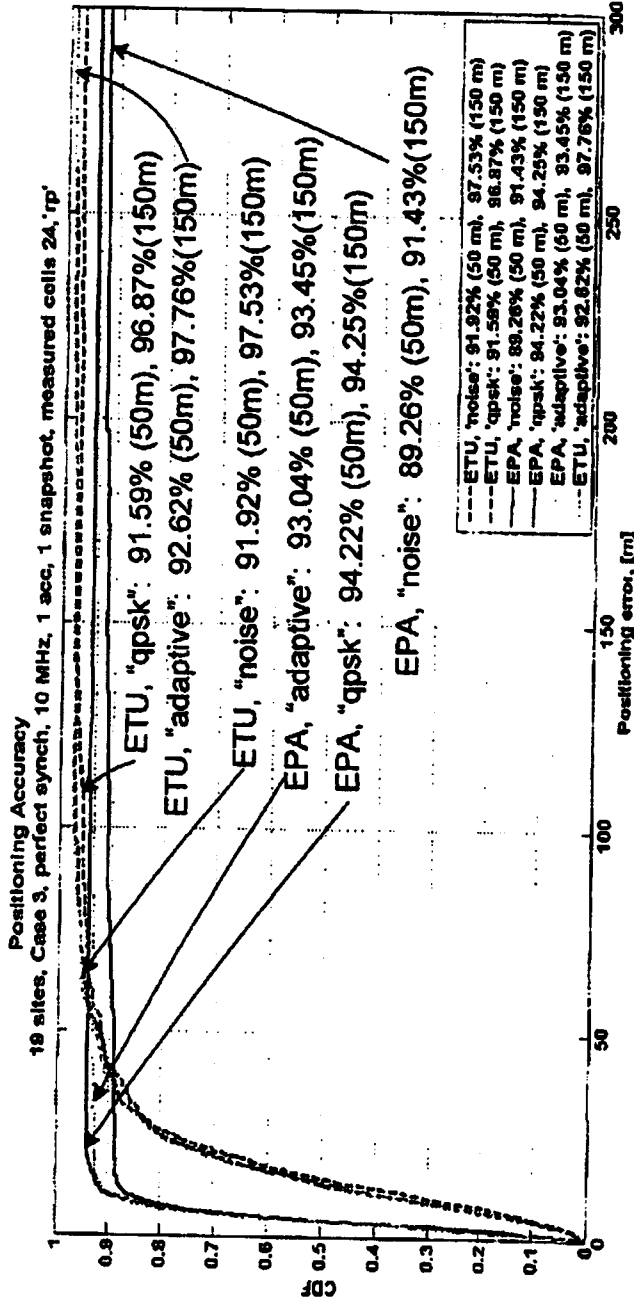 Positioning Accuracy
19 sites, Case 3, perfect synch, 10 MHz, 1 acc, 1 snapshot, measured cells 24, 'rp'
CDF
1
0.9
0.8
0.7
0.6
0.5
0.4
0.3
0.2
0.1
0
ETU, "qpsk": 91.59% (50m), 96.87%(150m)
ETU, "adaptive": 92.62% (50m), 97.76%(150m)
ETU, "noise": 91.92% (50m), 97.53%(150m)
EPA, "adaptive": 93.04% (50m), 93.45%(150m)
EPA, "qpsk": 94.22% (50m), 94.25%(150m)
EPA, "noise": 89.26% (50m), 91.43%(150m)
ETU, 'noise': 91.92% (50 m), 97.53% (150 m)
ETU, 'qpsk': 91.59% (50 m), 96.87% (150 m)
EPA, 'noise': 89.26% (50 m), 91.43% (150 m)
EPA, 'qpsk': 94.22% (50 m), 94.25% (150 m)
EPA, 'adaptive': 93.04% (50 m), 93.45% (150 m)
ETU, 'adaptive': 92.62% (50 m), 97.76% (150 m)
0
50
100
150
200
250
300
Positioning error, [m]